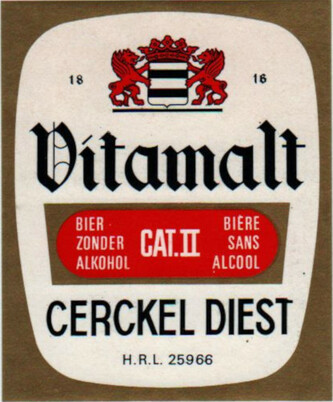 18 16
Vitamalt
BIER ZONDER ALKOHOL
CAT.II
BIÈRE SANS ALCOOL
CERCKEL DIEST
H.R.L. 25966